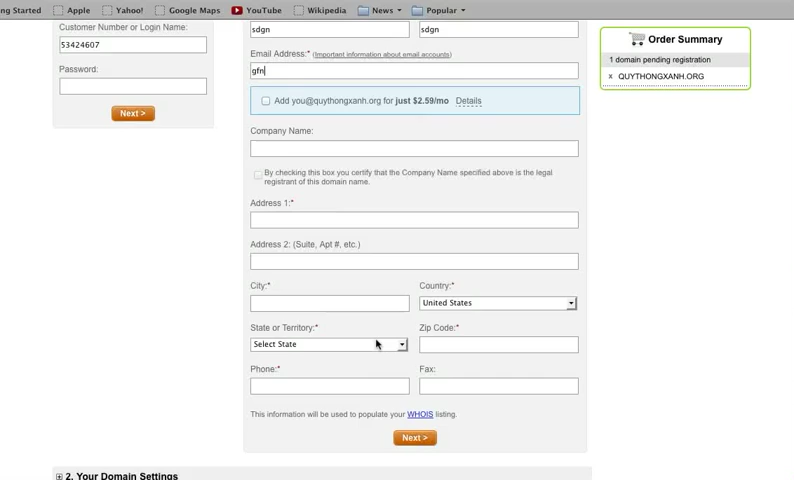 ng Started Apple Yahoo! Google Maps YouTube Wikipedia News Popular
Customer Number or Login Name:
53424607
Password:
Next >
sdgn sdgn
Email Address:* (Important information about email accounts)
gfn
Add you@quythongxanh.org for just $2.59/mo Details
Company Name:
By checking this box you certify that the Company Name specified above is the legal
registrant of this domain name.
Address 1:*
Address 2: (Suite, Apt #. etc.)
City:* Country:*
United States
State or Territory:* Zip Code:*
Select State
Phone:* Fax:
This information will be used to populate your WHOIS listing.
Next >
2. Your Domain Settings
Order Summary
1 domain pending registration
x QUYTHONGXANH.ORG